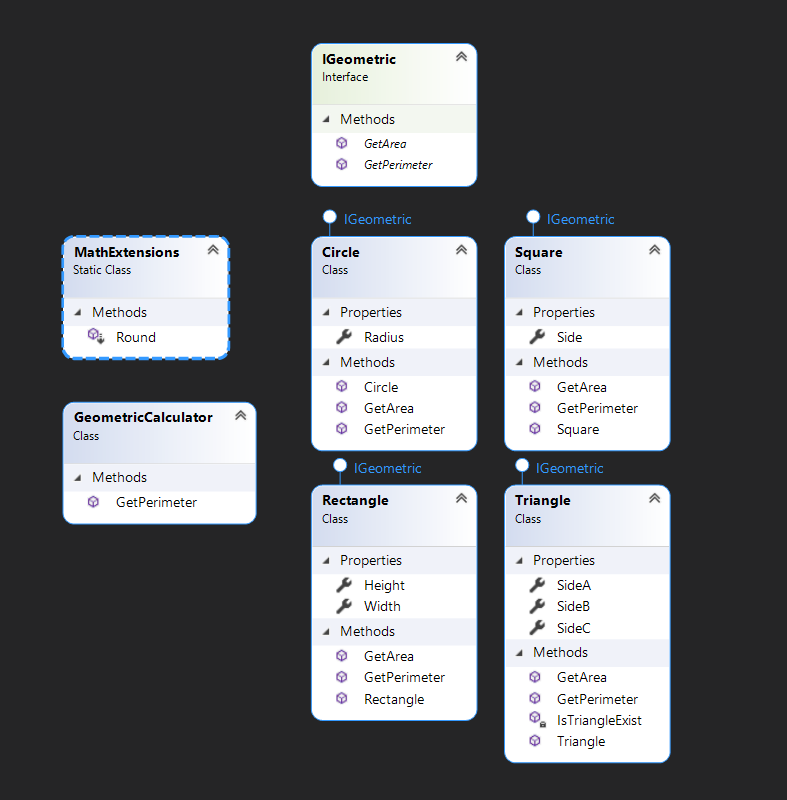 IGeometric
Interface
Methods
GetArea
GetPerimeter
MathExtensions
Static Class
Methods
Round
GeometricCalculator
Class
Methods
GetPerimeter
IGeometric
Circle
Class
Properties
Radius
Methods
Circle
GetArea
GetPerimeter
IGeometric
Square
Class
Properties
Side
Methods
GetArea
GetPerimeter
Square
IGeometric
Rectangle
Class
Properties
Height
Width
Methods
GetArea
GetPerimeter
Rectangle
IGeometric
Triangle
Class
Properties
SideA
SideB
SideC
Methods
GetArea
GetPerimeter
IsTriangleExist
Triangle